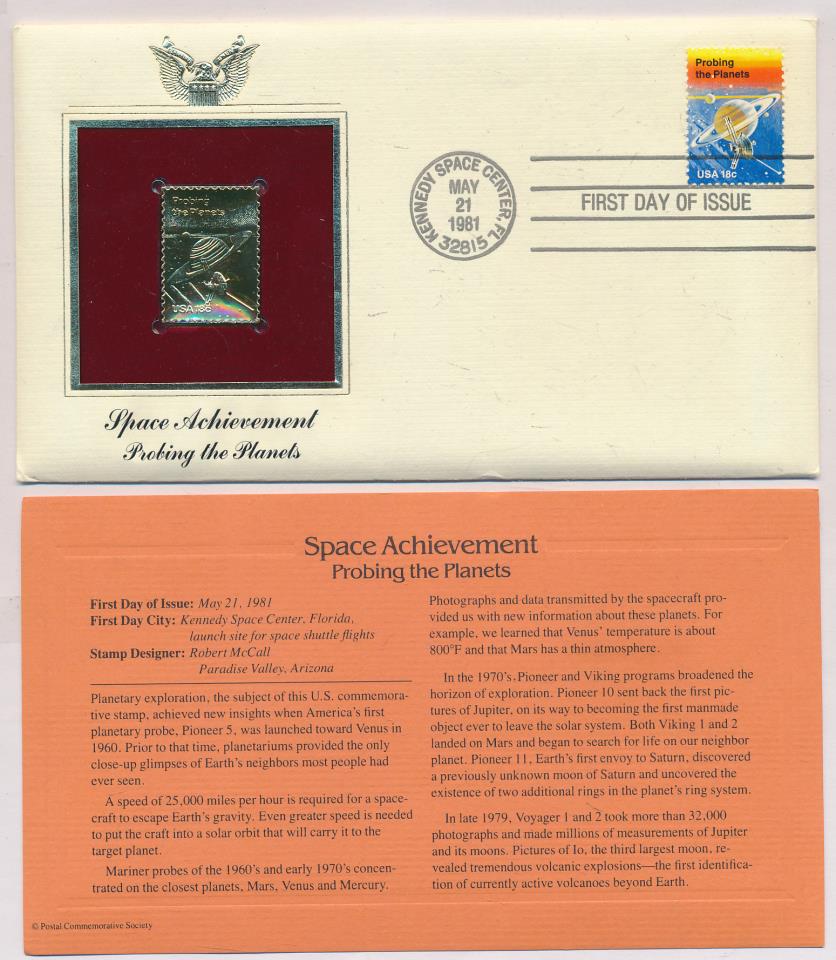 Probing
the Planets
USA 18c
KENNEDY SPACE CENTER, FL
MAY
21
1981
32815
FIRST DAY OF ISSUE
Probing
the Planets
USA 18c
Space Achievement
Probing the Planets
Space Achievement
Probing the Planets
First Day of Issue: May 21, 1981
First Day City: Kennedy Space Center, Florida,
launch site for space shuttle flights
Stamp Designer: Robert McCall
Paradise Valley, Arizona
Planetary exploration, the subject of this U.S. commemora-
tive stamp, achieved new insights when America's first
planetary probe, Pioneer 5, was launched toward Venus in
1960. Prior to that time, planetariums provided the only
close-up glimpses of Earth's neighbors most people had
ever seen.
A speed of 25,000 miles per hour is required for a space-
craft to escape Earth's gravity. Even greater speed is needed
to put the craft into a solar orbit that will carry it to the
target planet.
Mariner probes of the 1960's and early 1970's concen-
trated on the closest planets, Mars, Venus and Mercury.
Photographs and data transmitted by the spacecraft pro-
vided us with new information about these planets. For
example, we learned that Venus' temperature is about
800°F and that Mars has a thin atmosphere.
In the 1970's, Pioneer and Viking programs broadened the
horizon of exploration. Pioneer 10 sent back the first pic-
tures of Jupiter, on its way to becoming the first manmade
object ever to leave the solar system. Both Viking 1 and 2
landed on Mars and began to search for life on our neighbor
planet. Pioneer 11, Earth's first envoy to Saturn, discovered
a previously unknown moon of Saturn and uncovered the
existence of two additional rings in the planet's ring system.
In late 1979, Voyager 1 and 2 took more than 32,000
photographs and made millions of measurements of Jupiter
and its moons. Pictures of Io, the third largest moon, re-
vealed tremendous volcanic explosions—the first identifica-
tion of currently active volcanoes beyond Earth.
© Postal Commemorative Society